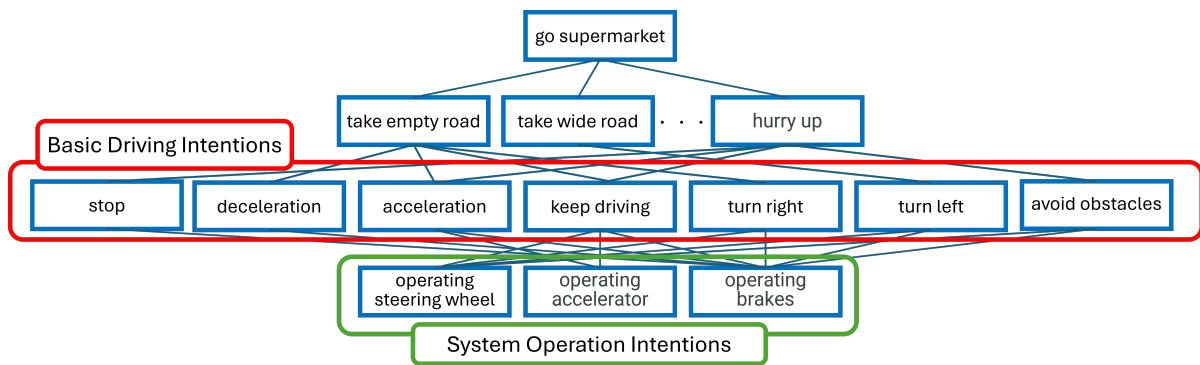 go supermarket
take empty road
take wide road
· · ·
hurry up
Basic Driving Intentions
stop
deceleration
acceleration
keep driving
turn right
turn left
avoid obstacles
operating
steering wheel
operating
accelerator
operating
brakes
System Operation Intentions